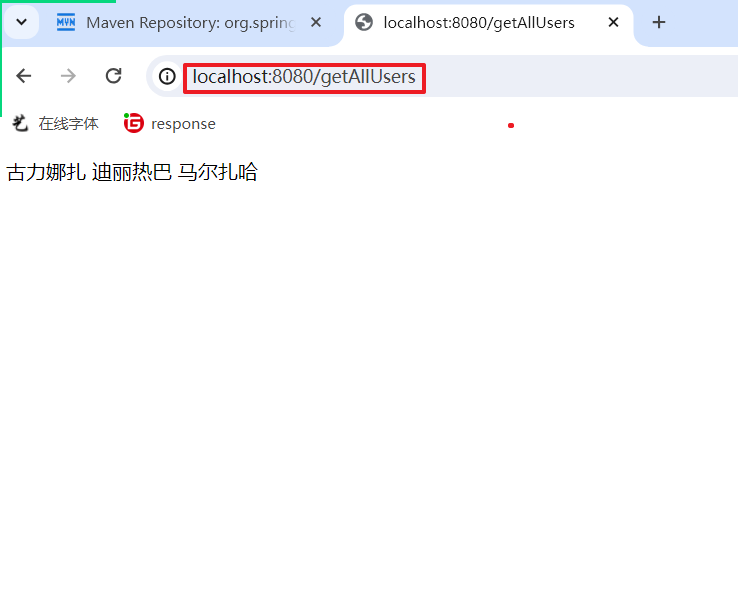 Maven Repository: org.spring
localhost:8080/getAllUsers
localhost:8080/getAllUsers
在线字体 response
古力娜扎 迪丽热巴 马尔扎哈